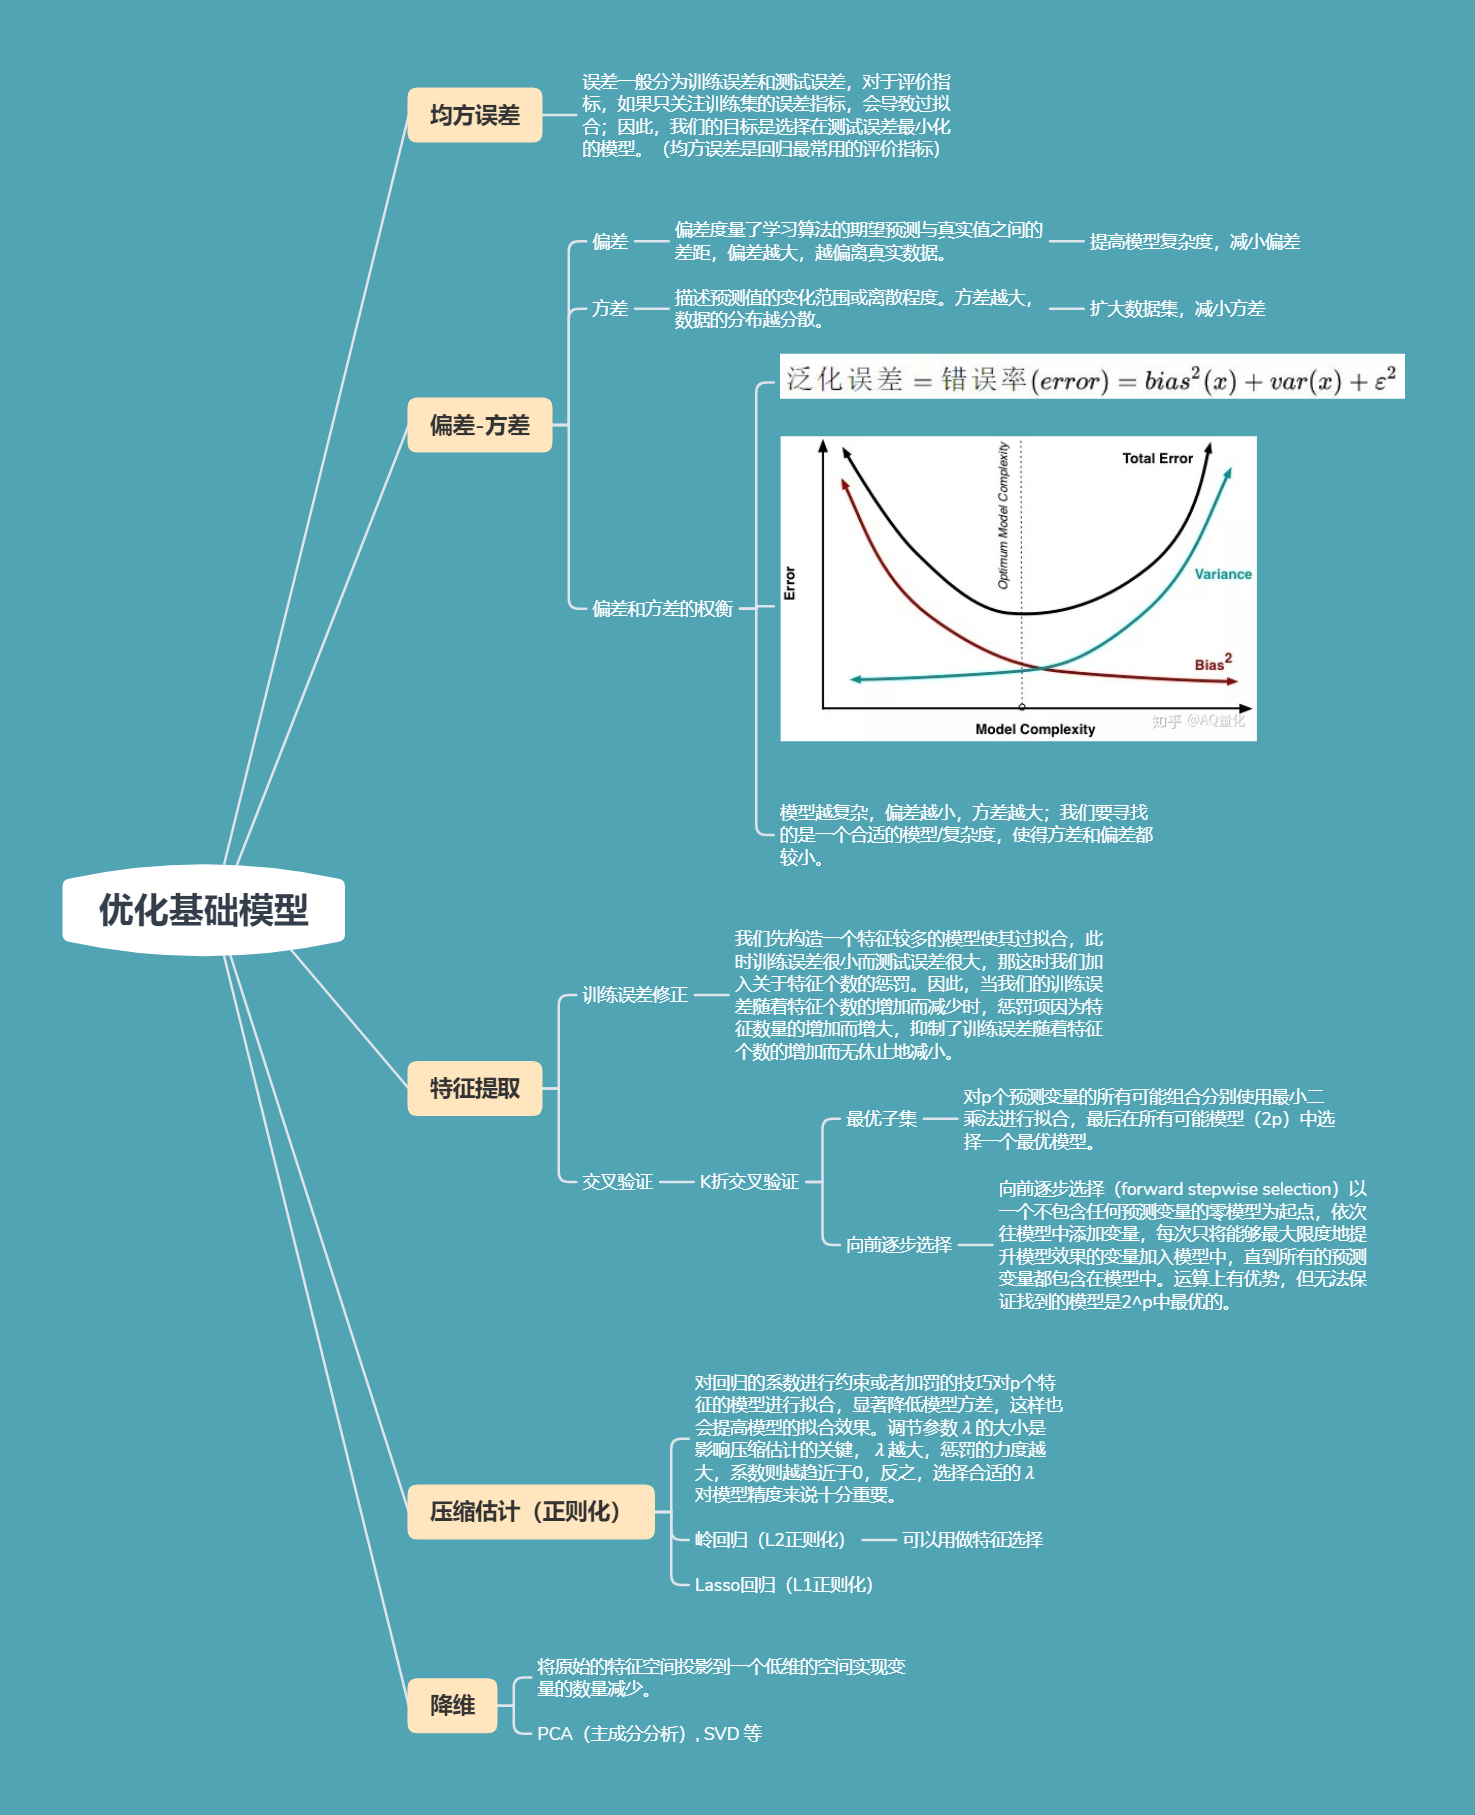 优化基础模型
均方误差
误差一般分为训练误差和测试误差，对于评价指
标，如果只关注训练集的误差指标，会导致过拟
合；因此，我们的目标是选择在测试误差最小化
的模型。（均方误差是回归最常用的评价指标）
偏差-方差
偏差
偏差度量了学习算法的期望预测与真实值之间的
差距，偏差越大，越偏离真实数据。
提高模型复杂度，减小偏差
方差
描述预测值的变化范围或离散程度。方差越大，
数据的分布越分散。
扩大数据集，减小方差
偏差和方差的权衡
泛化误差 = 错误率(error) = bias²(x) + var(x) + ε²
Total Error
Optimum Model Complexity
Variance
Error
Bias²
Model Complexity
知乎 @AQ量化
模型越复杂，偏差越小，方差越大；我们要寻找
的是一个合适的模型/复杂度，使得方差和偏差都
较小。
特征提取
训练误差修正
我们先构造一个特征较多的模型使其过拟合，此
时训练误差很小而测试误差很大，那这时我们加
入关于特征个数的惩罚。因此，当我们的训练误
差随着特征个数的增加而减少时，惩罚项因为特
征数量的增加而增大，抑制了训练误差随着特征
个数的增加而无休止地减小。
交叉验证
K折交叉验证
最优子集
对p个预测变量的所有可能组合分别使用最小二
乘法进行拟合，最后在所有可能模型（2p）中选
择一个最优模型。
向前逐步选择
向前逐步选择（forward stepwise selection）以
一个不包含任何预测变量的零模型为起点，依次
往模型中添加变量，每次只将能够最大限度地提
升模型效果的变量加入模型中，直到所有的预测
变量都包含在模型中。运算上有优势，但无法保
证找到的模型是2^p中最优的。
压缩估计（正则化）
对回归的系数进行约束或者加罚的技巧对p个特
征的模型进行拟合，显著降低模型方差，这样也
会提高模型的拟合效果。调节参数 λ 的大小是
影响压缩估计的关键， λ 越大，惩罚的力度越
大，系数则越趋近于0，反之，选择合适的 λ
对模型精度来说十分重要。
岭回归（L2正则化）
可以用做特征选择
Lasso回归（L1正则化）
降维
将原始的特征空间投影到一个低维的空间实现变
量的数量减少。
PCA（主成分分析）, SVD 等